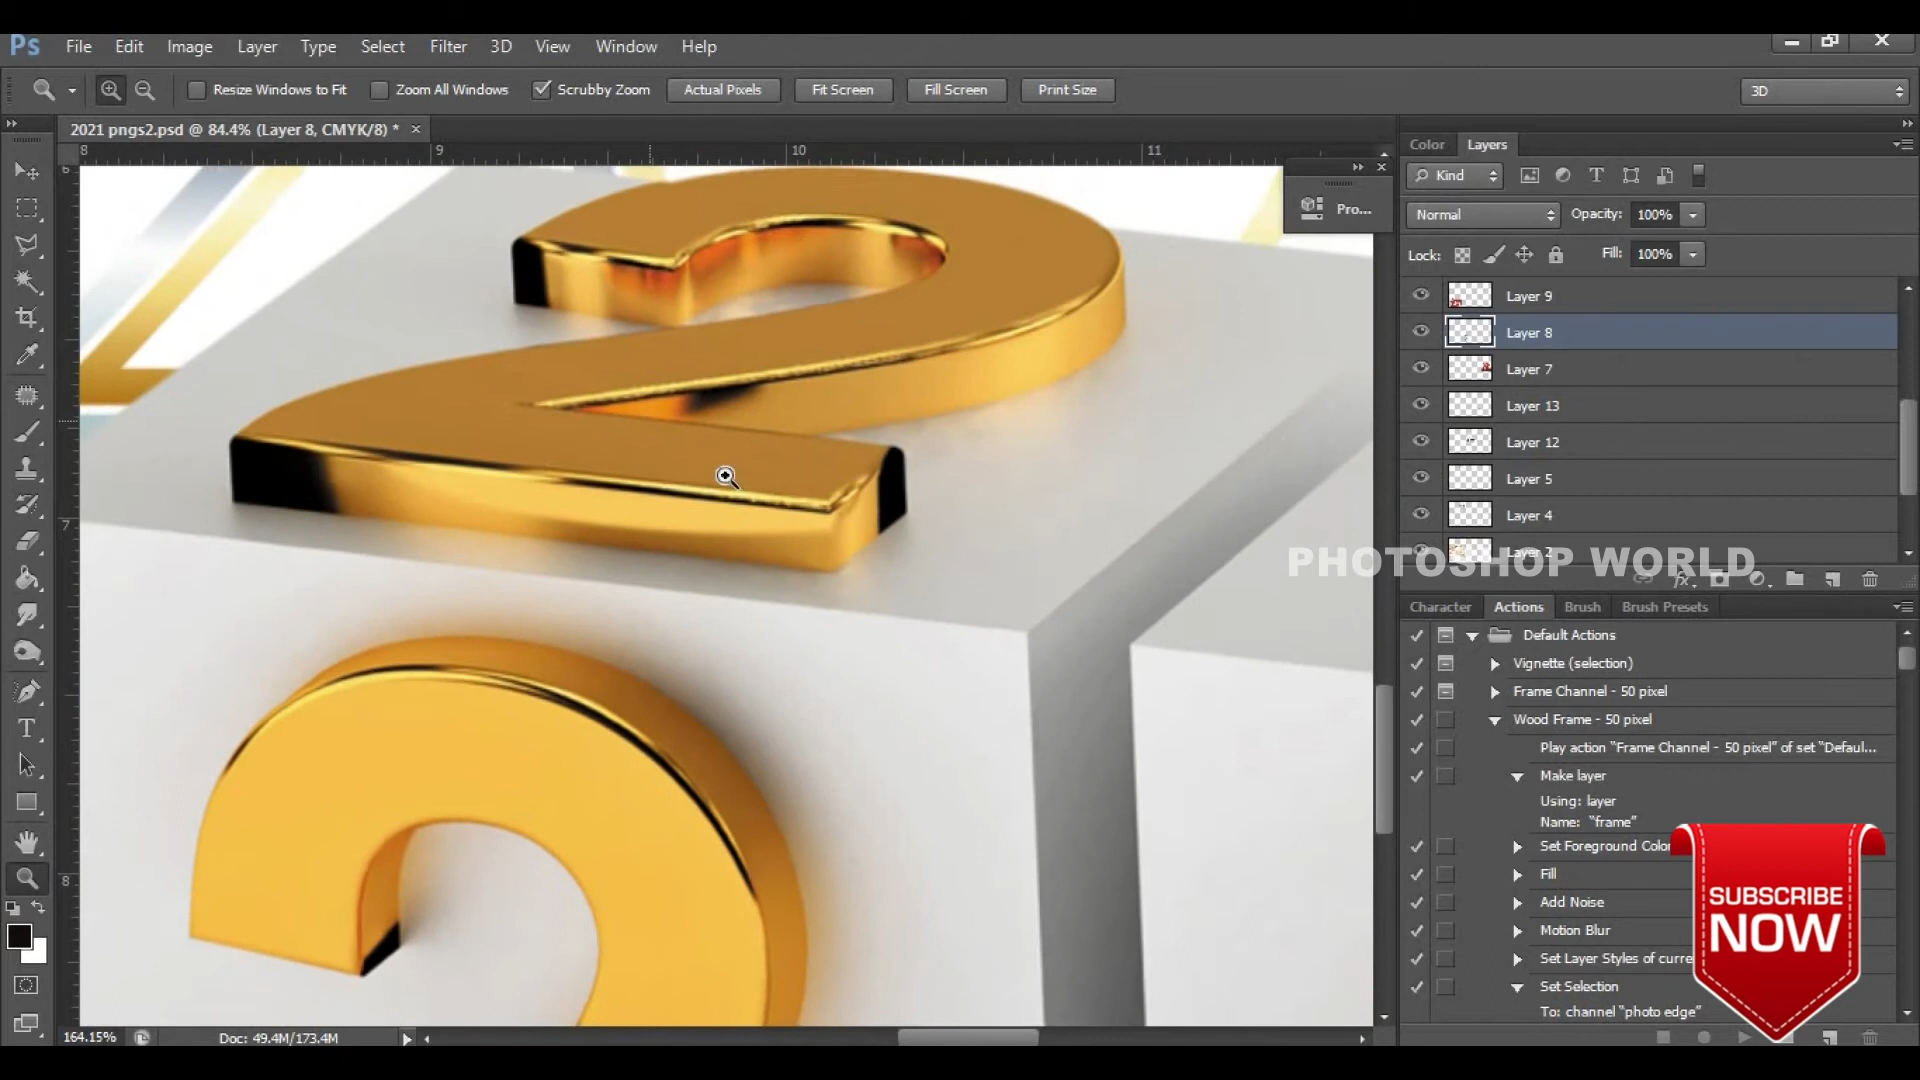 Ps File Edit Image Layer Type Select Filter 3D View Window Help
Resize Windows to Fit Zoom All Windows Scrubby Zoom Actual Pixels Fit Screen Fill Screen Print Size 3D
2021 pngs2.psd @ 84.4% (Layer 8, CMYK/8) * ×
8 9 10 11
6
7
8
Pro...
2
Color Layers
Kind
Normal Opacity: 100%
Lock: Fill: 100%
Layer 9
Layer 8
Layer 7
Layer 13
Layer 12
Layer 5
Layer 4
Layer 2
PHOTOSHOP WORLD
Character Actions Brush Brush Presets
Default Actions
Vignette (selection)
Frame Channel - 50 pixel
Wood Frame - 50 pixel
Play action "Frame Channel - 50 pixel" of set "Defaul...
Make layer
Using: layer
Name: "frame"
Set Foreground Color
Fill
Add Noise
Motion Blur
Set Layer Styles of curre
Set Selection
To: channel "photo edge"
SUBSCRIBE
NOW
164.15% Doc: 49.4M/173.4M